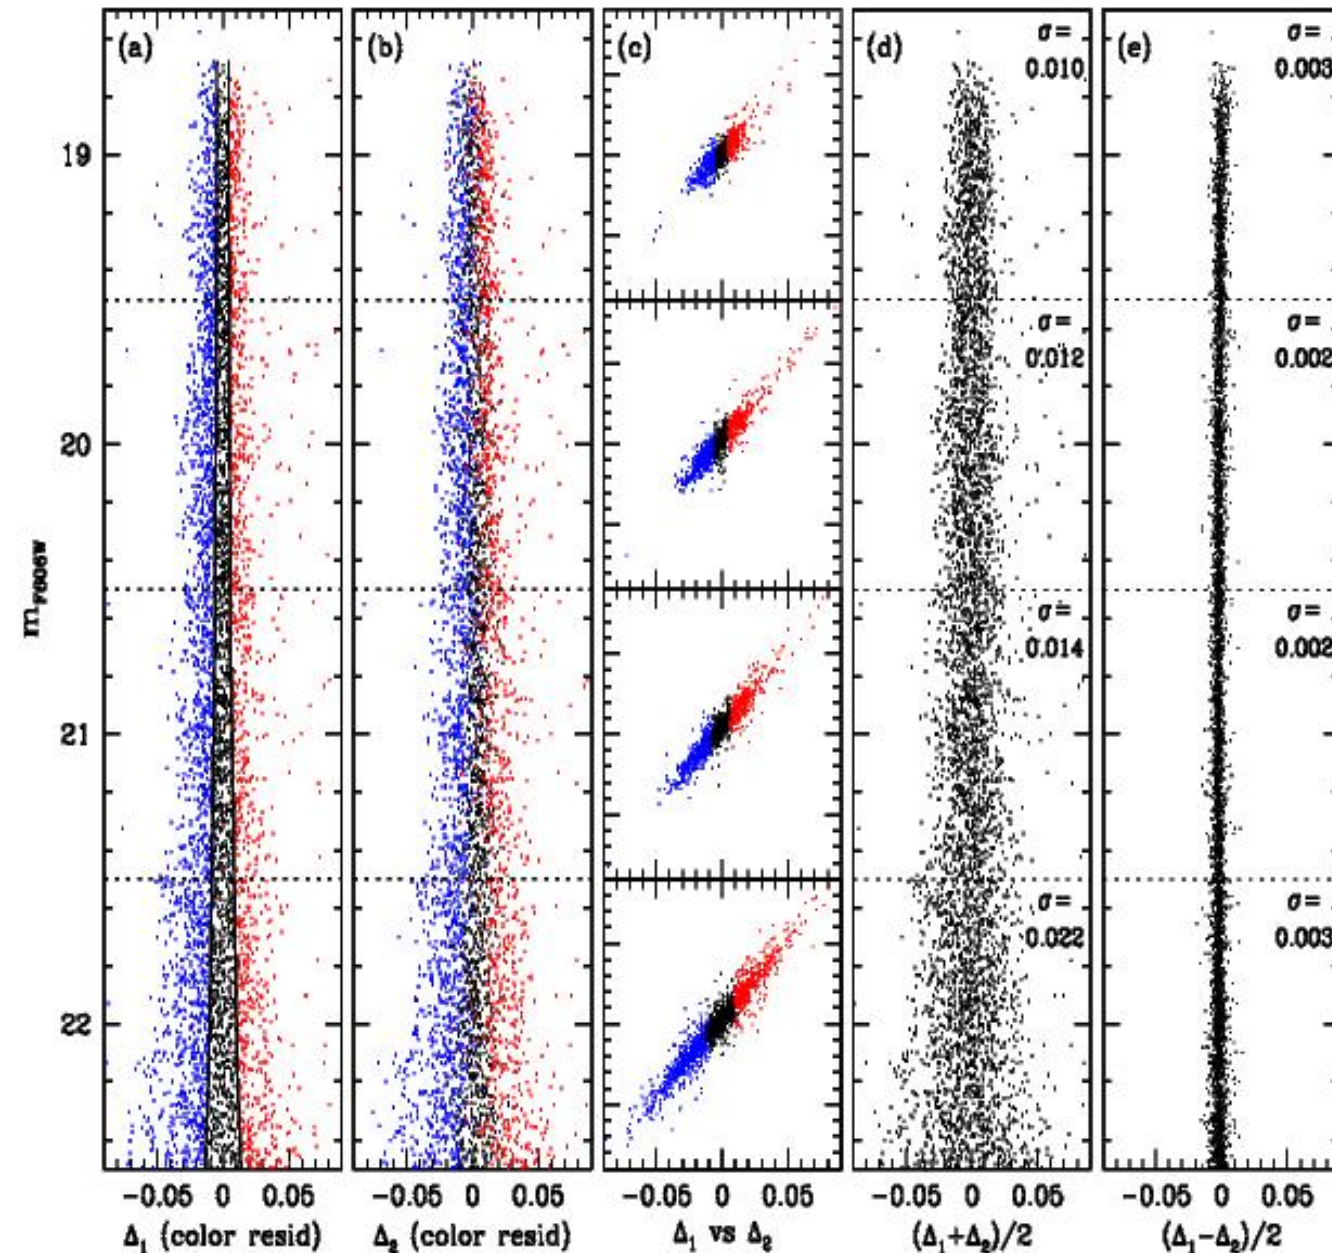 (a) (b) (c) (d) σ= 0.010 (e) σ= 0.003
19
σ= 0.012 σ= 0.002
20
σ= 0.014 σ= 0.002
21
σ= 0.022 σ= 0.003
22
m_F606W
−0.05 0 0.05 −0.05 0 0.05 −0.05 0 0.05 −0.05 0 0.05 −0.05 0 0.05
Δ₁ (color resid) Δ₂ (color resid) Δ₁ vs Δ₂ (Δ₁+Δ₂)/2 (Δ₁−Δ₂)/2